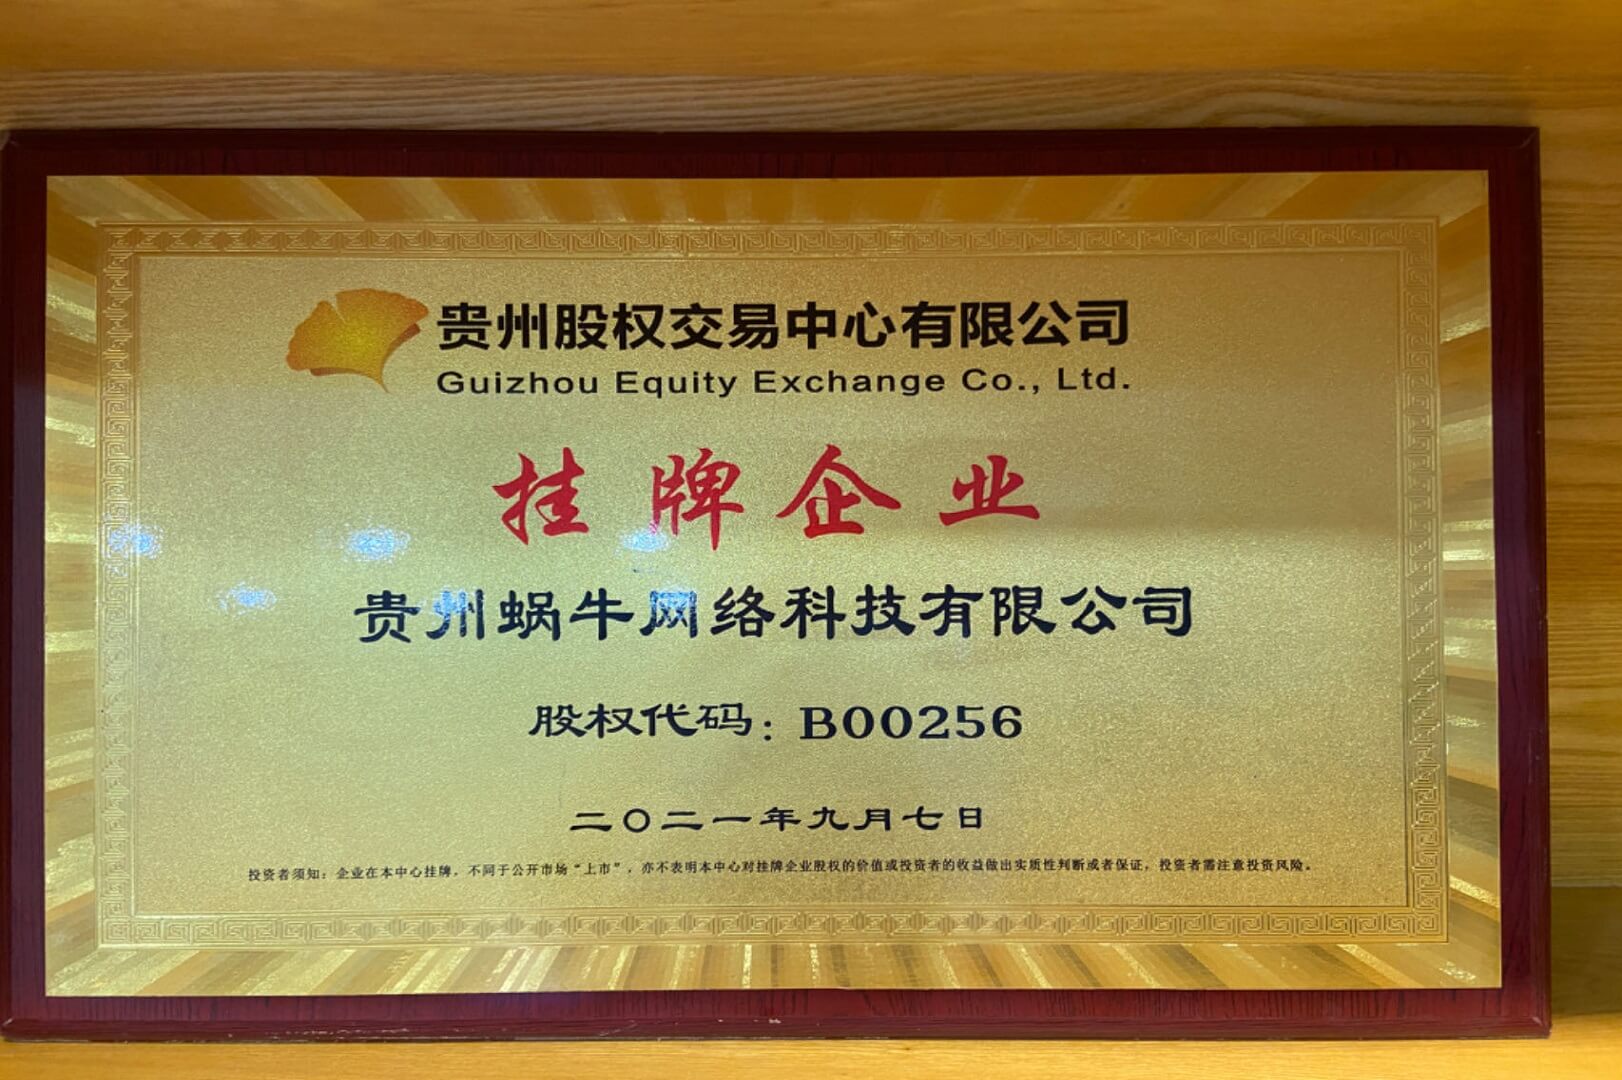 贵州股权交易中心有限公司
Guizhou Equity Exchange Co., Ltd.
挂牌企业
贵州蜗牛网络科技有限公司
股权代码：B00256
二〇二一年九月七日
投资者须知：企业在本中心挂牌，不同于公开市场“上市”，亦不表明本中心对挂牌企业股权的价值或投资者的收益做出实质性判断或者保证，投资者需注意投资风险。